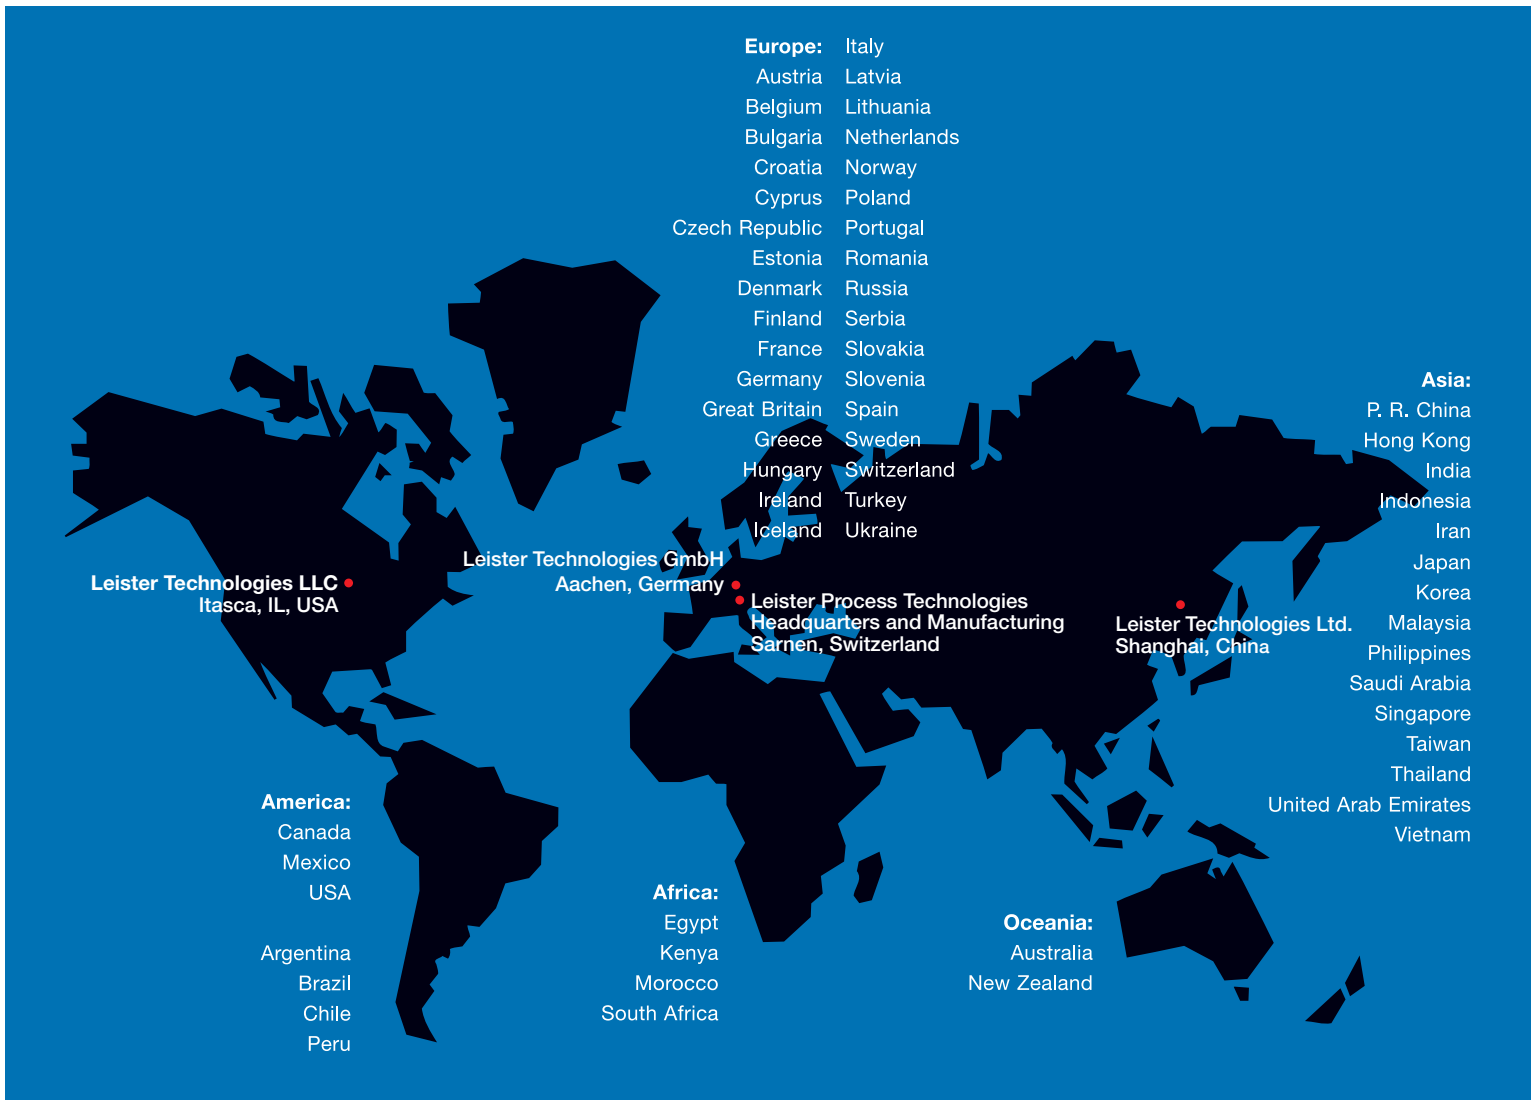 Europe:
Austria
Belgium
Bulgaria
Croatia
Cyprus
Czech Republic
Estonia
Denmark
Finland
France
Germany
Great Britain
Greece
Hungary
Ireland
Iceland
Italy
Latvia
Lithuania
Netherlands
Norway
Poland
Portugal
Romania
Russia
Serbia
Slovakia
Slovenia
Spain
Sweden
Switzerland
Turkey
Ukraine
Asia:
P. R. China
Hong Kong
India
Indonesia
Iran
Japan
Korea
Malaysia
Philippines
Saudi Arabia
Singapore
Taiwan
Thailand
United Arab Emirates
Vietnam
Leister Technologies LLC
Itasca, IL, USA
Leister Technologies GmbH
Aachen, Germany
Leister Process Technologies
Headquarters and Manufacturing
Sarnen, Switzerland
Leister Technologies Ltd.
Shanghai, China
America:
Canada
Mexico
USA
Argentina
Brazil
Chile
Peru
Africa:
Egypt
Kenya
Morocco
South Africa
Oceania:
Australia
New Zealand